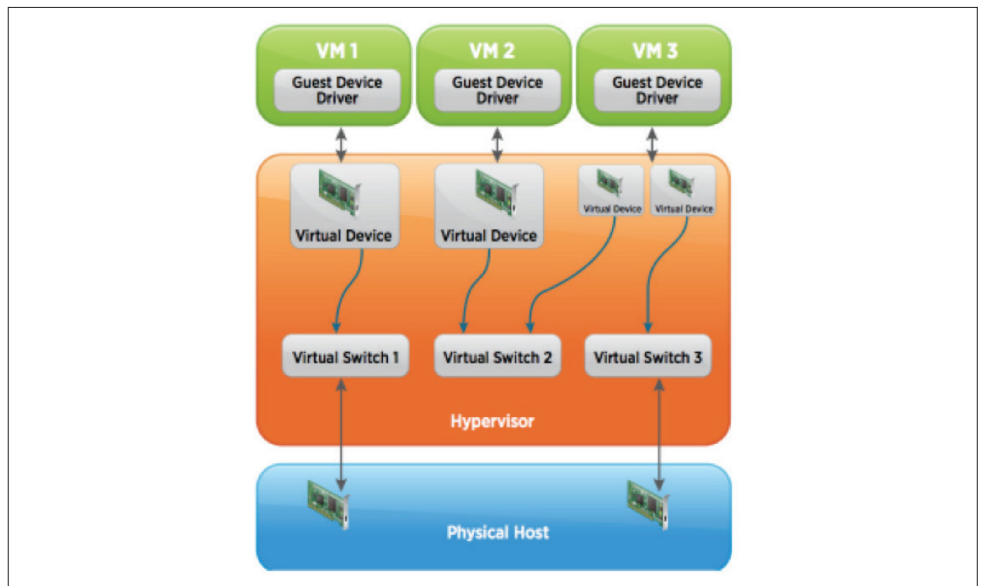 VM 1
VM 2
VM 3
Guest Device
Driver
Guest Device
Driver
Guest Device
Driver
Virtual Device
Virtual Device
Virtual Device
Virtual Device
Virtual Switch 1
Virtual Switch 2
Virtual Switch 3
Hypervisor
Physical Host